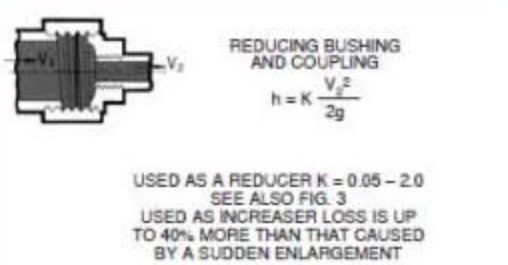 V₁
V₂
REDUCING BUSHING
AND COUPLING
h = K V₂² / 2g
USED AS A REDUCER K = 0.05 – 2.0
SEE ALSO FIG. 3
USED AS INCREASER LOSS IS UP
TO 40% MORE THAN THAT CAUSED
BY A SUDDEN ENLARGEMENT